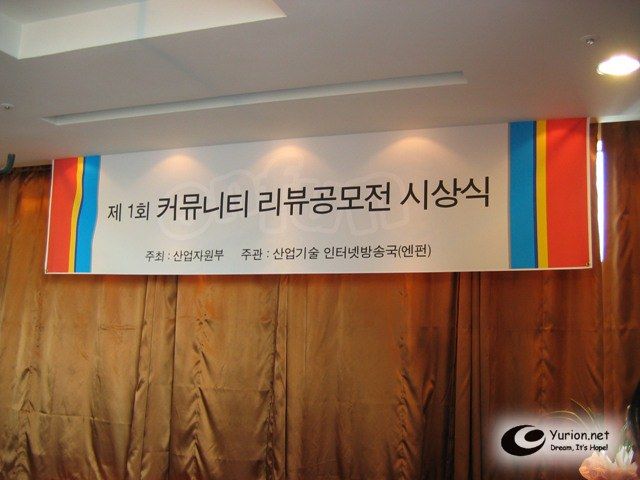 제 1회 커뮤니티 리뷰공모전 시상식
주최 : 산업자원부 주관 : 산업기술 인터넷방송국(엔펀)
Yurion.net
Dream, It's Hope!